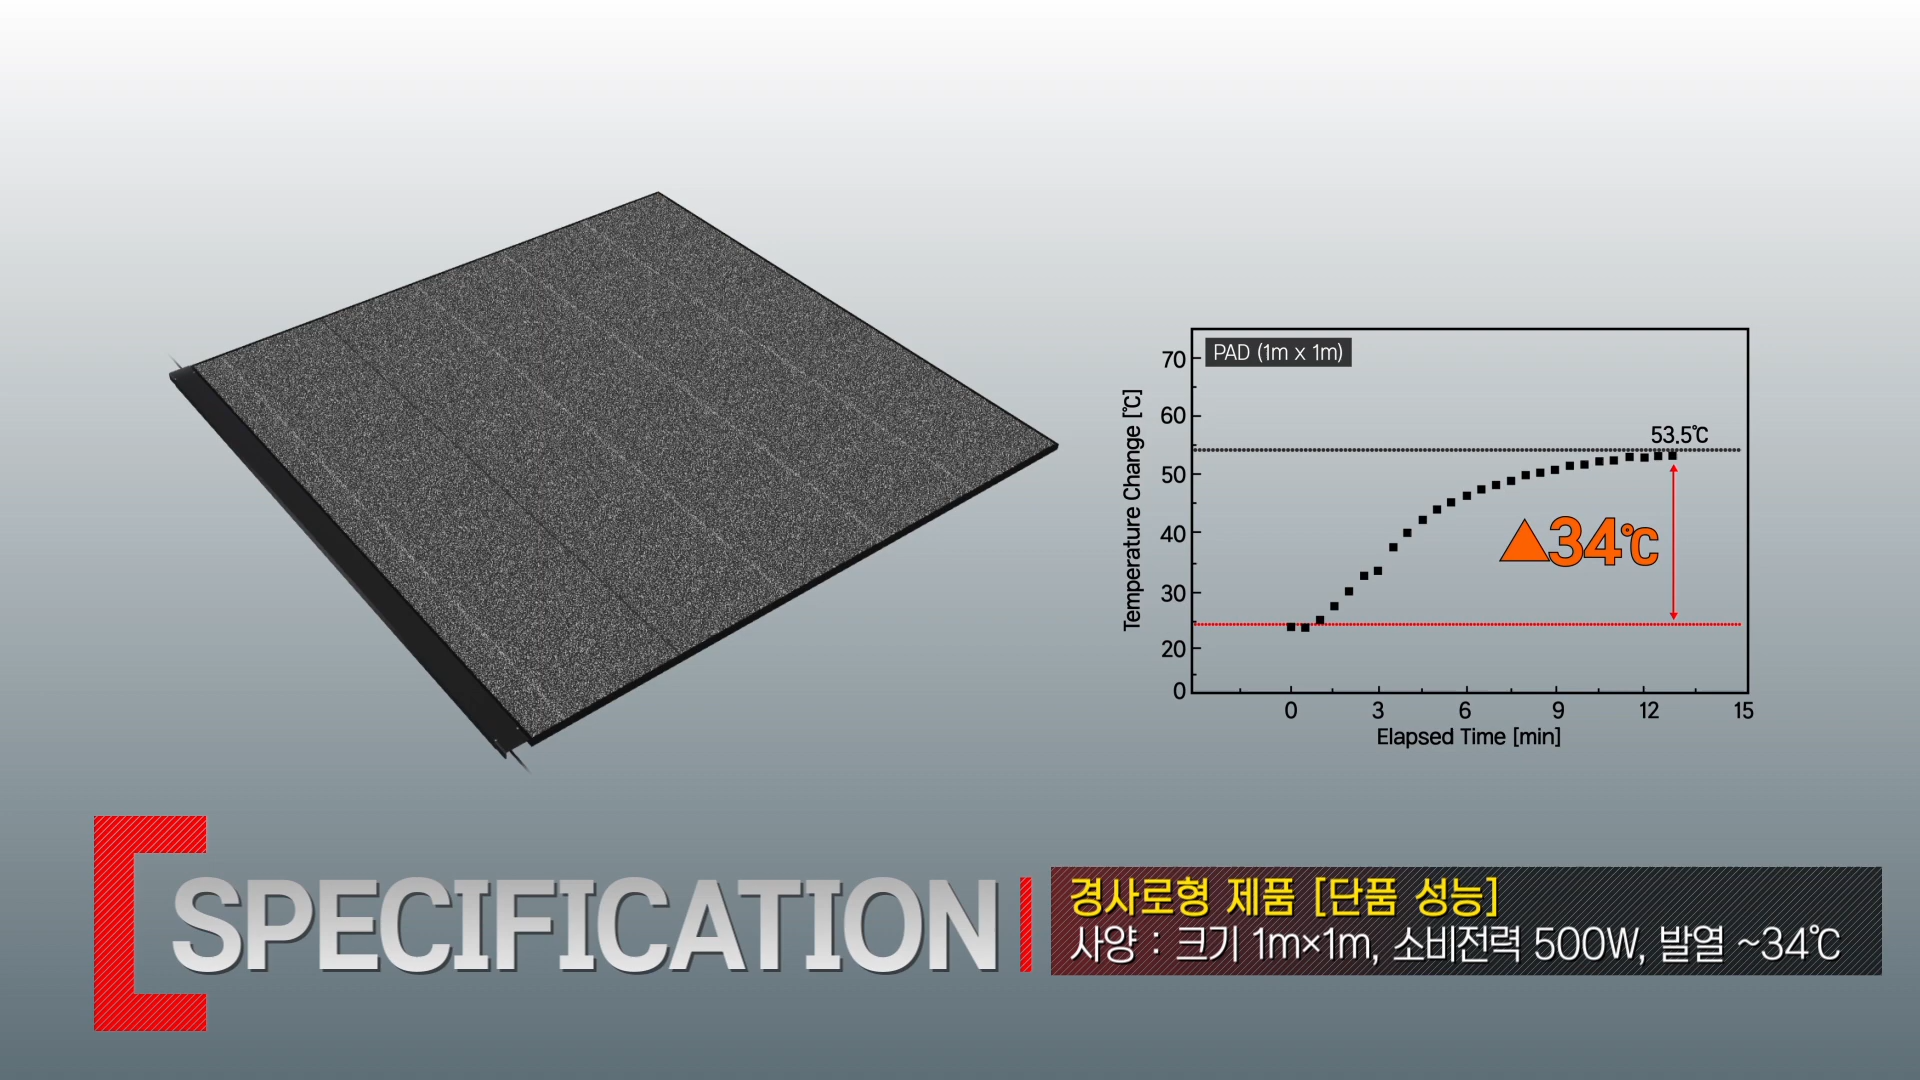 PAD (1m x 1m)
Temperature Change [℃]
70
60
50
40
30
20
0
53.5℃
▲34℃
0 3 6 9 12 15
Elapsed Time [min]
SPECIFICATION
경사로형 제품 [단품 성능]
사양 : 크기 1m×1m, 소비전력 500W, 발열 ~34℃